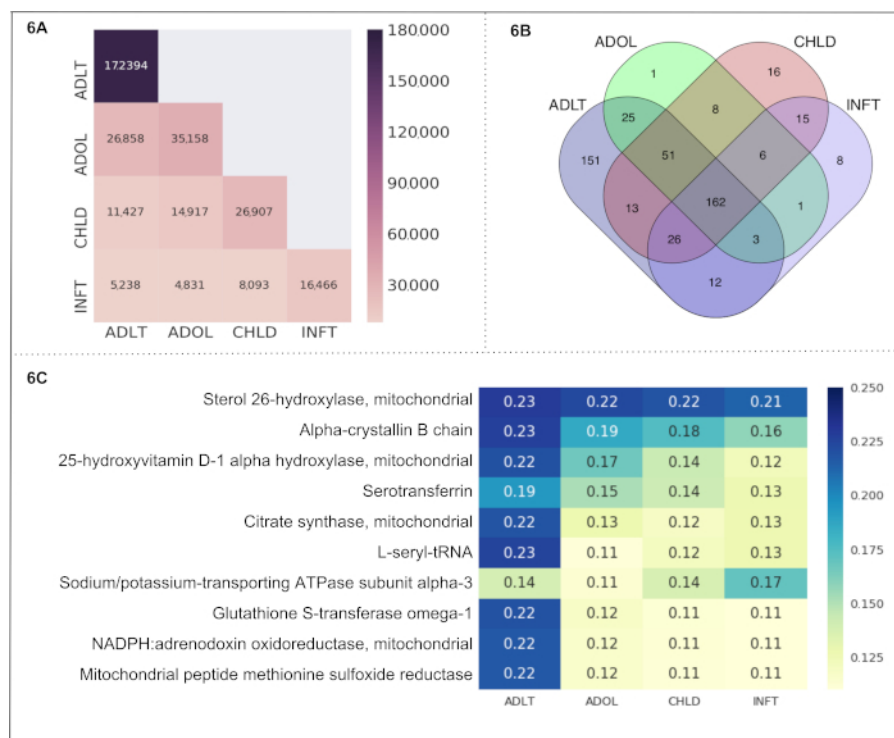 6A
180,000
150,000
120,000
90,000
60,000
30,000
ADLT
ADOL
CHLD
INFT
172394
26,858 35,158
11,427 14,917 26,907
5,238 4,831 8,093 16,466
ADLT ADOL CHLD INFT
6B
ADOL CHLD
ADLT INFT
1 16
25 8 15
151 51 6 8
13 162 1
26 3
12
6C
Sterol 26-hydroxylase, mitochondrial 0.23 0.22 0.22 0.21
Alpha-crystallin B chain 0.23 0.19 0.18 0.16
25-hydroxyvitamin D-1 alpha hydroxylase, mitochondrial 0.22 0.17 0.14 0.12
Serotransferrin 0.19 0.15 0.14 0.13
Citrate synthase, mitochondrial 0.22 0.13 0.12 0.13
L-seryl-tRNA 0.23 0.11 0.12 0.13
Sodium/potassium-transporting ATPase subunit alpha-3 0.14 0.11 0.14 0.17
Glutathione S-transferase omega-1 0.22 0.12 0.11 0.11
NADPH:adrenodoxin oxidoreductase, mitochondrial 0.22 0.12 0.11 0.11
Mitochondrial peptide methionine sulfoxide reductase 0.22 0.12 0.11 0.11
ADLT ADOL CHLD INFT
0.250
0.225
0.200
0.175
0.150
0.125